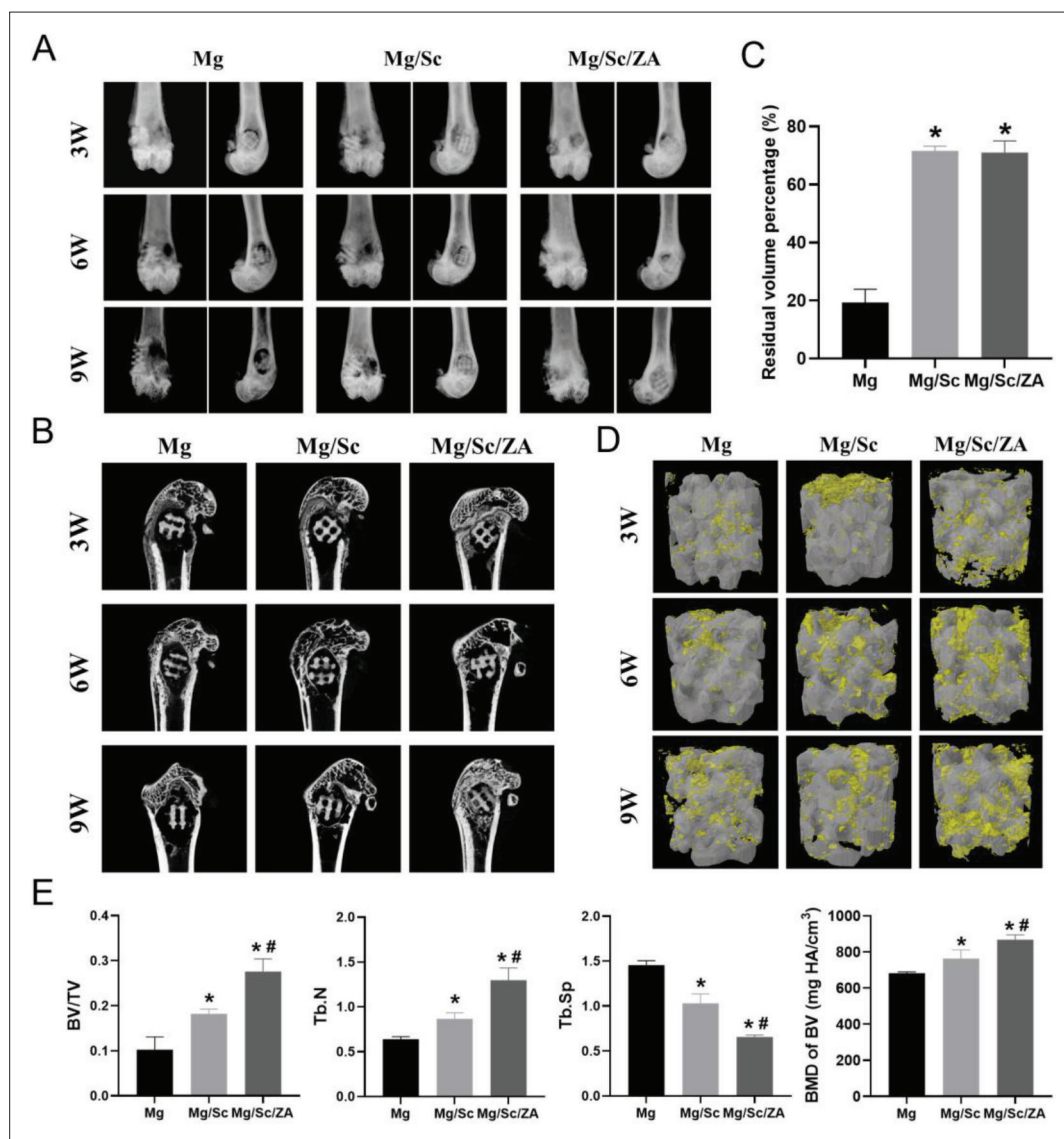 A
Mg Mg/Sc Mg/Sc/ZA
3W
6W
9W
B
Mg Mg/Sc Mg/Sc/ZA
3W
6W
9W
C
Residual volume percentage (%)
80
60
40
20
0
* *
Mg Mg/Sc Mg/Sc/ZA
D
Mg Mg/Sc Mg/Sc/ZA
3W
6W
9W
E
BV/TV
0.4
0.3
0.2
0.1
0.0
* * #
Mg Mg/Sc Mg/Sc/ZA
Tb.N
2.0
1.5
1.0
0.5
0.0
* * #
Mg Mg/Sc Mg/Sc/ZA
Tb.Sp
2.0
1.5
1.0
0.5
0.0
* * #
Mg Mg/Sc Mg/Sc/ZA
BMD of BV (mg HA/cm³)
1000
800
600
400
200
0
* * #
Mg Mg/Sc Mg/Sc/ZA